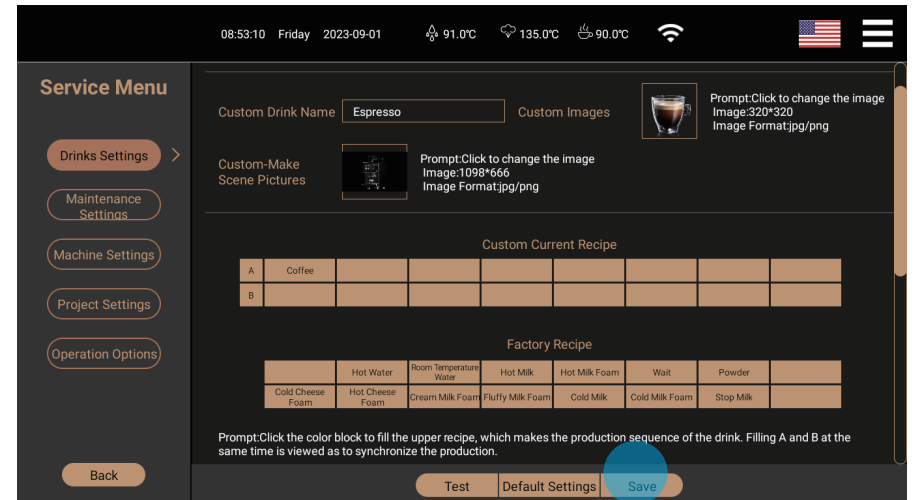 08:53:10 Friday 2023-09-01 91.0℃ 135.0℃ 90.0℃
Service Menu
Drinks Settings
Maintenance
Settings
Machine Settings
Project Settings
Operation Options
Back
Custom Drink Name Espresso Custom Images
Prompt:Click to change the image
Image:320*320
Image Format:jpg/png
Custom-Make
Scene Pictures
Prompt:Click to change the image
Image:1098*666
Image Format:jpg/png
Custom Current Recipe
A Coffee
B
Factory Recipe
Hot Water Room Temperature Water Hot Milk Hot Milk Foam Wait Powder
Cold Cheese Foam Hot Cheese Foam Cream Milk Foam Fluffy Milk Foam Cold Milk Cold Milk Foam Stop Milk
Prompt:Click the color block to fill the upper recipe, which makes the production sequence of the drink. Filling A and B at the
same time is viewed as to synchronize the production.
Test Default Settings Save